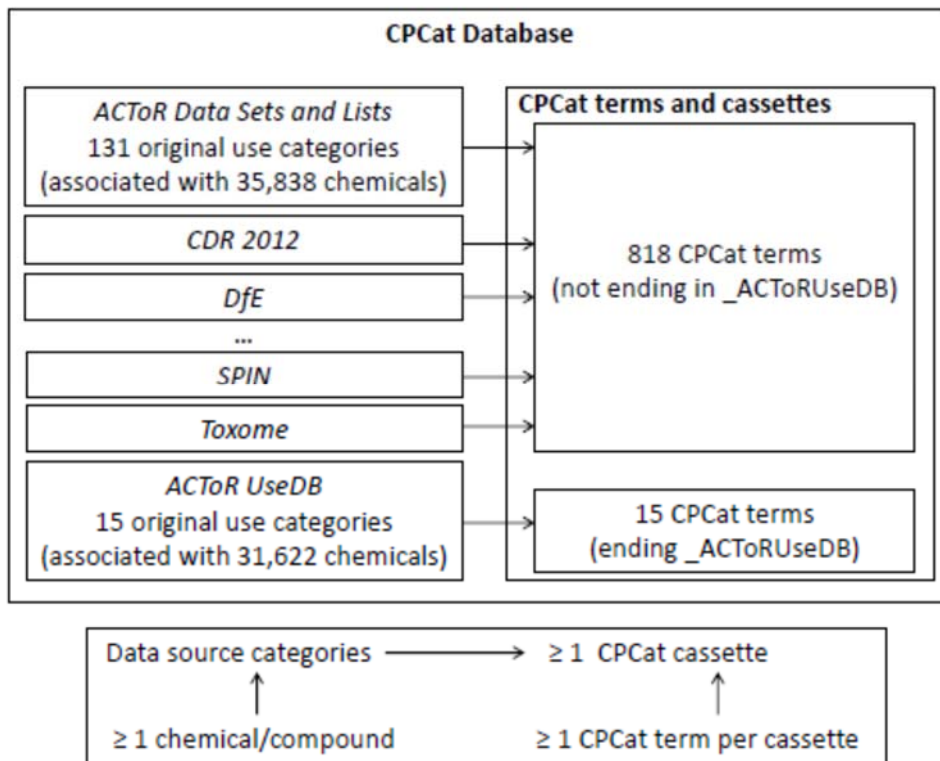 CPCat Database
ACToR Data Sets and Lists
131 original use categories
(associated with 35,838 chemicals)
CDR 2012
DfE
...
SPIN
Toxome
ACToR UseDB
15 original use categories
(associated with 31,622 chemicals)
CPCat terms and cassettes
818 CPCat terms
(not ending in _ACToRUseDB)
15 CPCat terms
(ending _ACToRUseDB)
Data source categories
≥ 1 CPCat cassette
≥ 1 chemical/compound
≥ 1 CPCat term per cassette